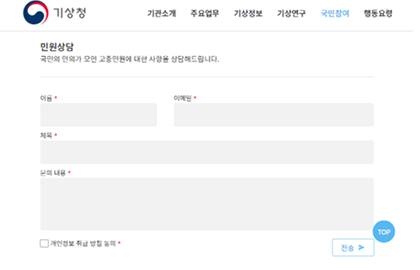 기상청
기관소개 주요업무 기상정보 기상연구 국민참여 행동요령
민원상담
국민의 민의가 모인 고충민원에 대한 사항을 상담해드립니다.
이름 * 이메일 *
제목 *
문의 내용 *
TOP
개인정보 취급 방침 동의 *
전송